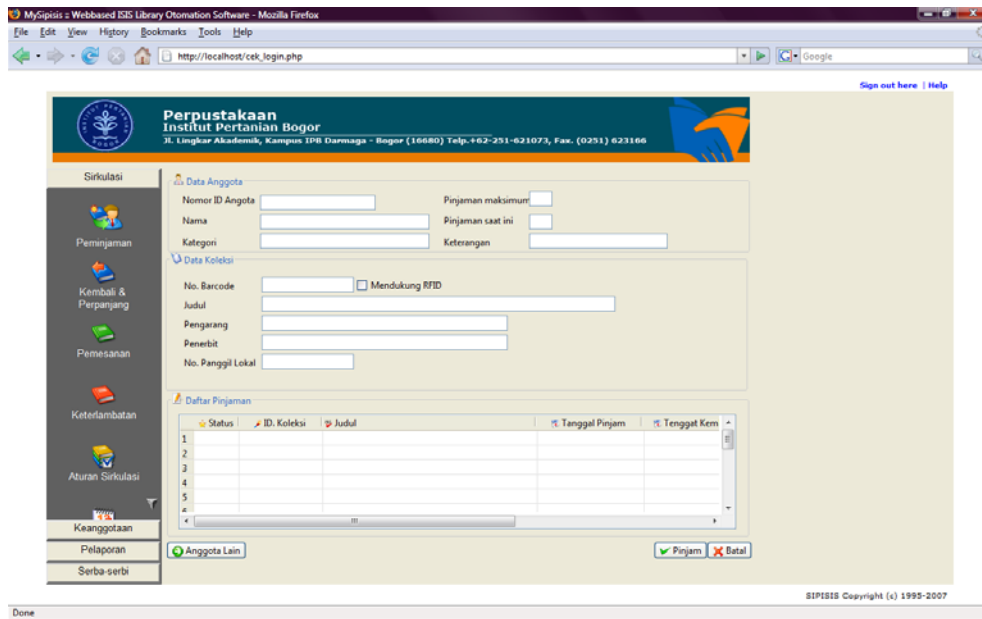 MySipisis :: Webbased ISIS Library Otomation Software - Mozilla Firefox
File Edit View History Bookmarks Tools Help
http://localhost/cek_login.php
Google
Sign out here | Help
Perpustakaan
Institut Pertanian Bogor
Jl. Lingkar Akademik, Kampus IPB Darmaga - Bogor (16680) Telp.+62-251-621073, Fax. (0251) 623166
Sirkulasi
Peminjaman
Kembali &
Perpanjang
Pemesanan
Keterlambatan
Aturan Sirkulasi
Keanggotaan
Pelaporan
Serba-serbi
Data Anggota
Nomor ID Angota Pinjaman maksimum
Nama Pinjaman saat ini
Kategori Keterangan
Data Koleksi
No. Barcode Mendukung RFID
Judul
Pengarang
Penerbit
No. Panggil Lokal
Daftar Pinjaman
Status ID. Koleksi Judul Tanggal Pinjam Tenggat Kem
1
2
3
4
5
Anggota Lain Pinjam Batal
SIPISIS Copyright (c) 1995-2007
Done